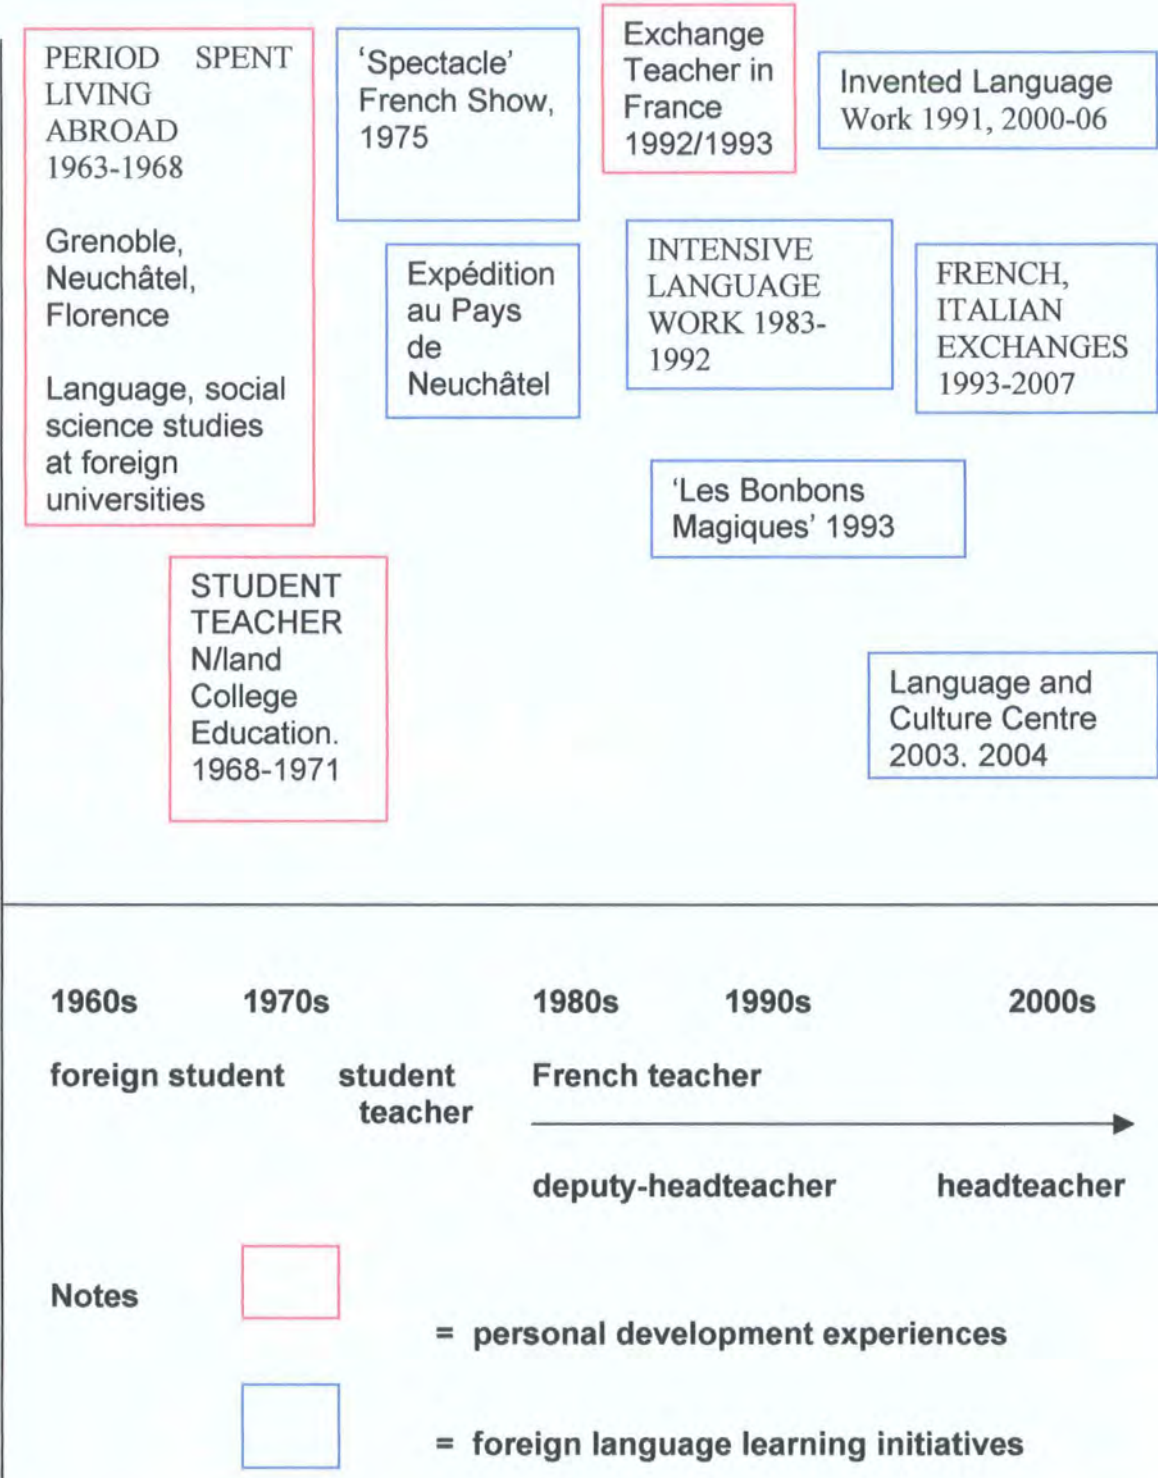 PERIOD SPENT
LIVING
ABROAD
1963-1968
Grenoble,
Neuchâtel,
Florence
Language, social
science studies
at foreign
universities
‘Spectacle’
French Show,
1975
Exchange
Teacher in
France
1992/1993
Invented Language
Work 1991, 2000-06
Expédition
au Pays
de
Neuchâtel
INTENSIVE
LANGUAGE
WORK 1983-
1992
FRENCH,
ITALIAN
EXCHANGES
1993-2007
‘Les Bonbons
Magiques’ 1993
STUDENT
TEACHER
N/land
College
Education.
1968-1971
Language and
Culture Centre
2003. 2004
1960s 1970s 1980s 1990s 2000s
foreign student student French teacher
teacher
deputy-headteacher headteacher
Notes
= personal development experiences
= foreign language learning initiatives